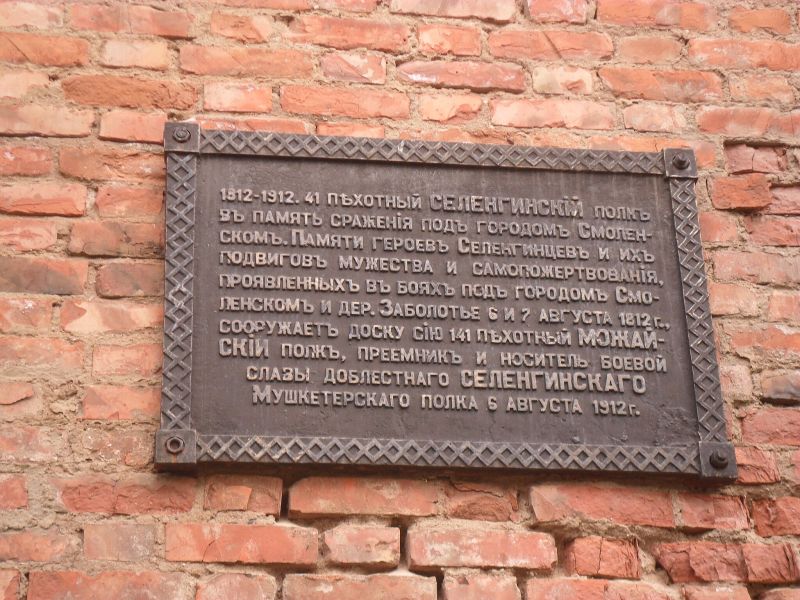 1812-1912. 41 ПѢХОТНЫЙ СЕЛЕНГИНСКІЙ ПОЛКЪ
ВЪ ПАМЯТЬ СРАЖЕНІЯ ПОДЪ ГОРОДОМЪ СМОЛЕН-
СКОМЪ. ПАМЯТИ ГЕРОЕВЪ СЕЛЕНГИНЦЕВЪ И ИХЪ
ПОДВИГОВЪ МУЖЕСТВА И САМОПОЖЕРТВОВАНІЯ,
ПРОЯВЛЕННЫХЪ ВЪ БОЯХЪ ПОДЪ ГОРОДОМЪ СМО-
ЛЕНСКОМЪ И ДЕР. ЗАБОЛОТЬЕ 6 И 7 АВГУСТА 1812 Г.,
СООРУЖАЕТЪ ДОСКУ СІЮ 141 ПѢХОТНЫЙ МОЖАЙ-
СКІЙ ПОЛКЪ, ПРЕЕМНИКЪ И НОСИТЕЛЬ БОЕВОЙ
СЛАВЫ ДОБЛЕСТНАГО СЕЛЕНГИНСКАГО
МУШКЕТЕРСКАГО ПОЛКА 6 АВГУСТА 1912 Г.